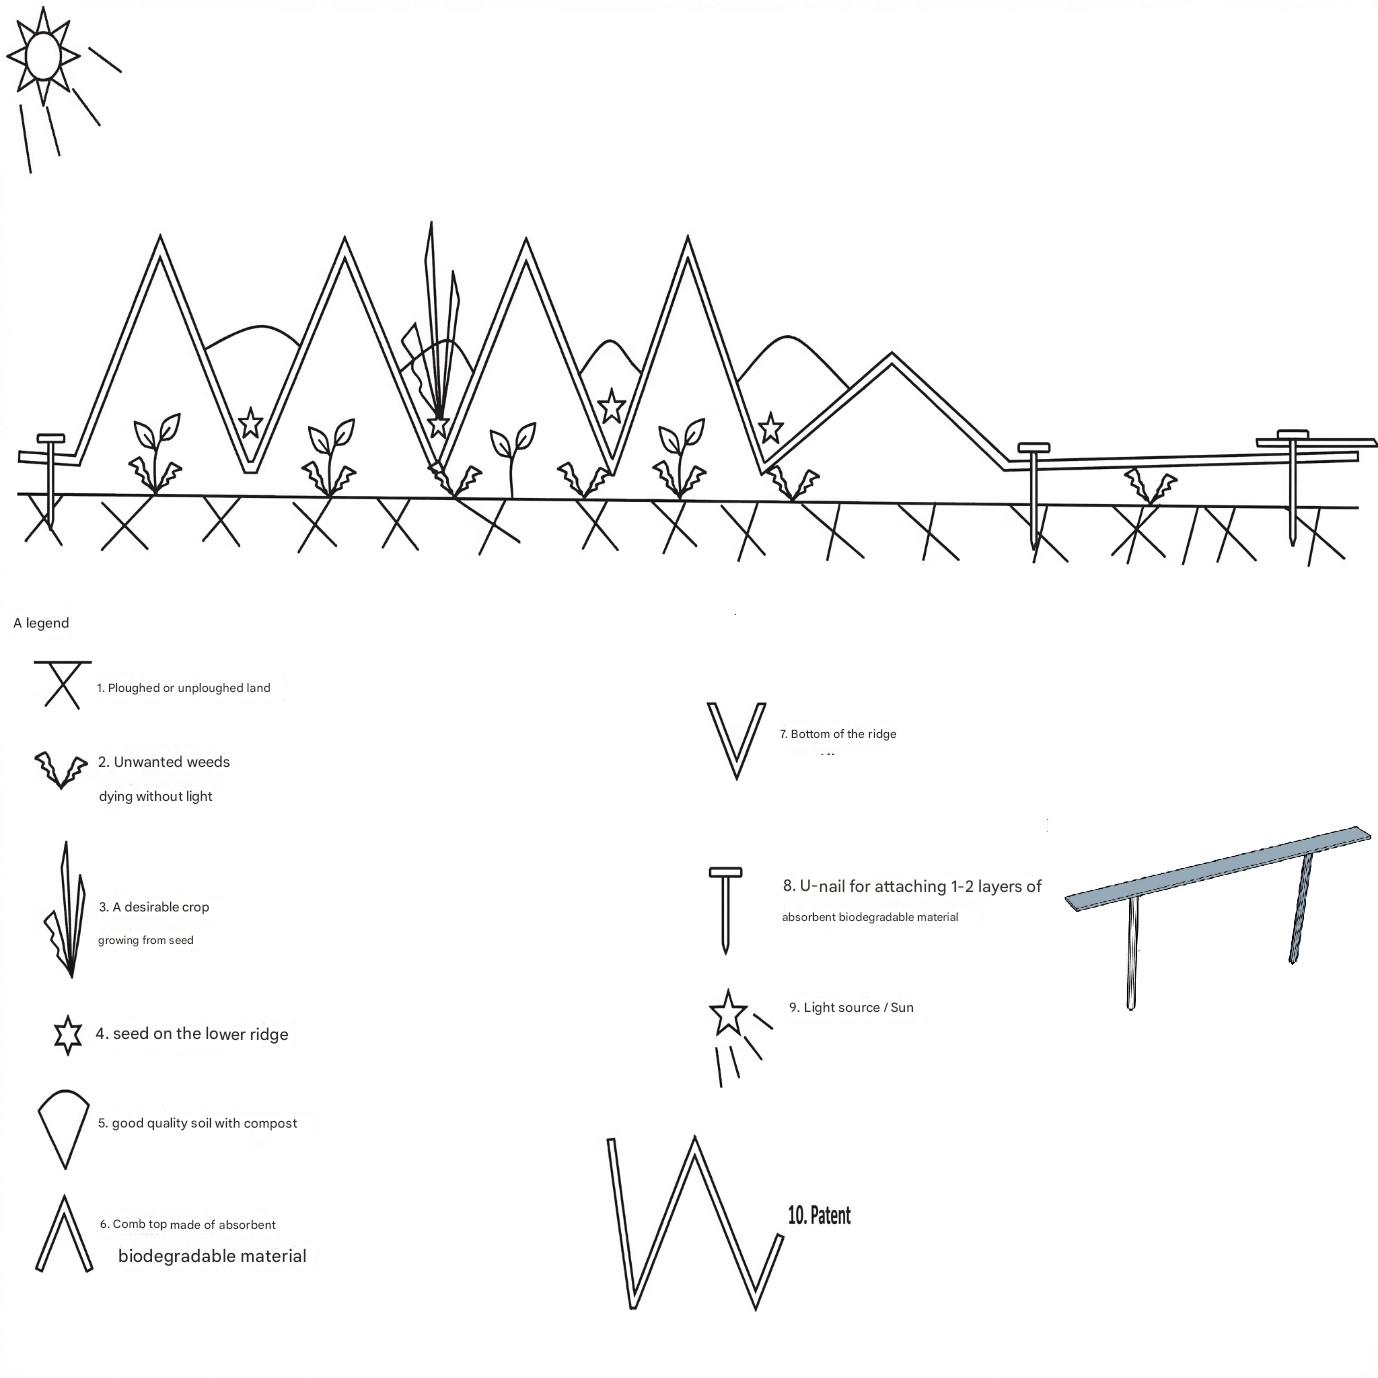 A legend
1. Ploughed or unploughed land
2. Unwanted weeds
dying without light
3. A desirable crop
growing from seed
4. seed on the lower ridge
5. good quality soil with compost
6. Comb top made of absorbent
biodegradable material
7. Bottom of the ridge
8. U-nail for attaching 1-2 layers of
absorbent biodegradable material
9. Light source / Sun
10. Patent